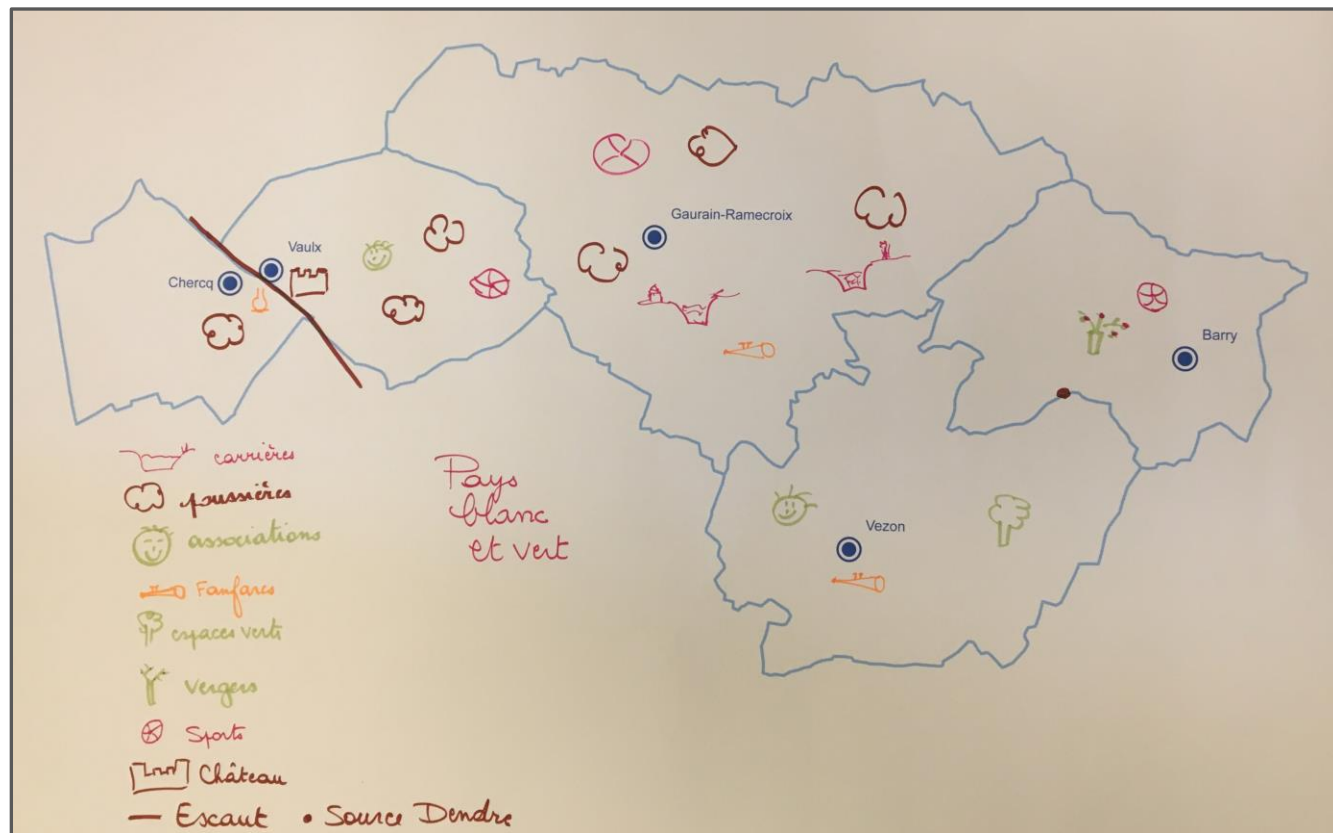 Gaurain-Ramecroix
Vaulx
Chercq
Barry
Vezon
Pays
blanc
et vert
carrières
poussières
associations
Fanfares
espaces verts
vergers
Sports
Château
Escaut • Source Dendre